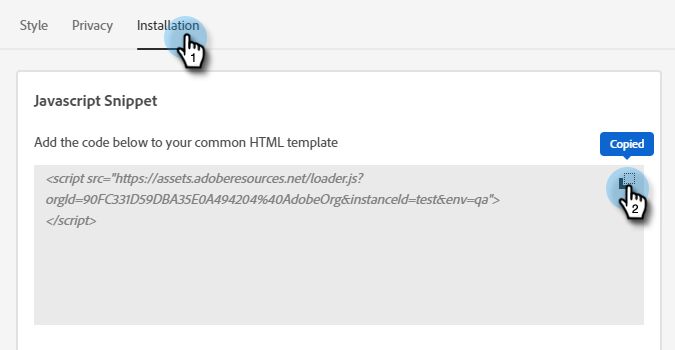 Style Privacy Installation
1
Javascript Snippet
Add the code below to your common HTML template
Copied
<script src="https://assets.adoberesources.net/loader.js?
orgId=90FC331D59DBA35E0A494204%40AdobeOrg&instanceId=test&env=qa">
</script>
2